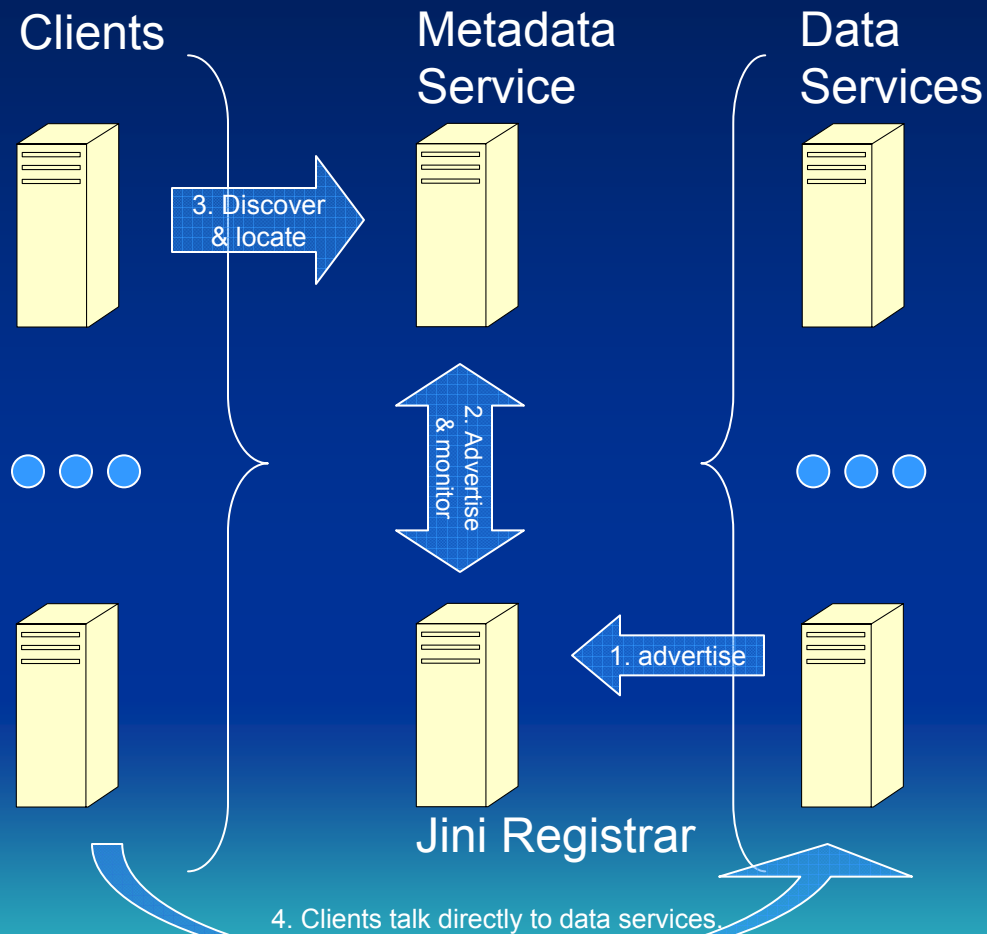 Clients
Metadata
Service
Data
Services
3. Discover
& locate
2. Advertise
& monitor
1. advertise
Jini Registrar
4. Clients talk directly to data services.